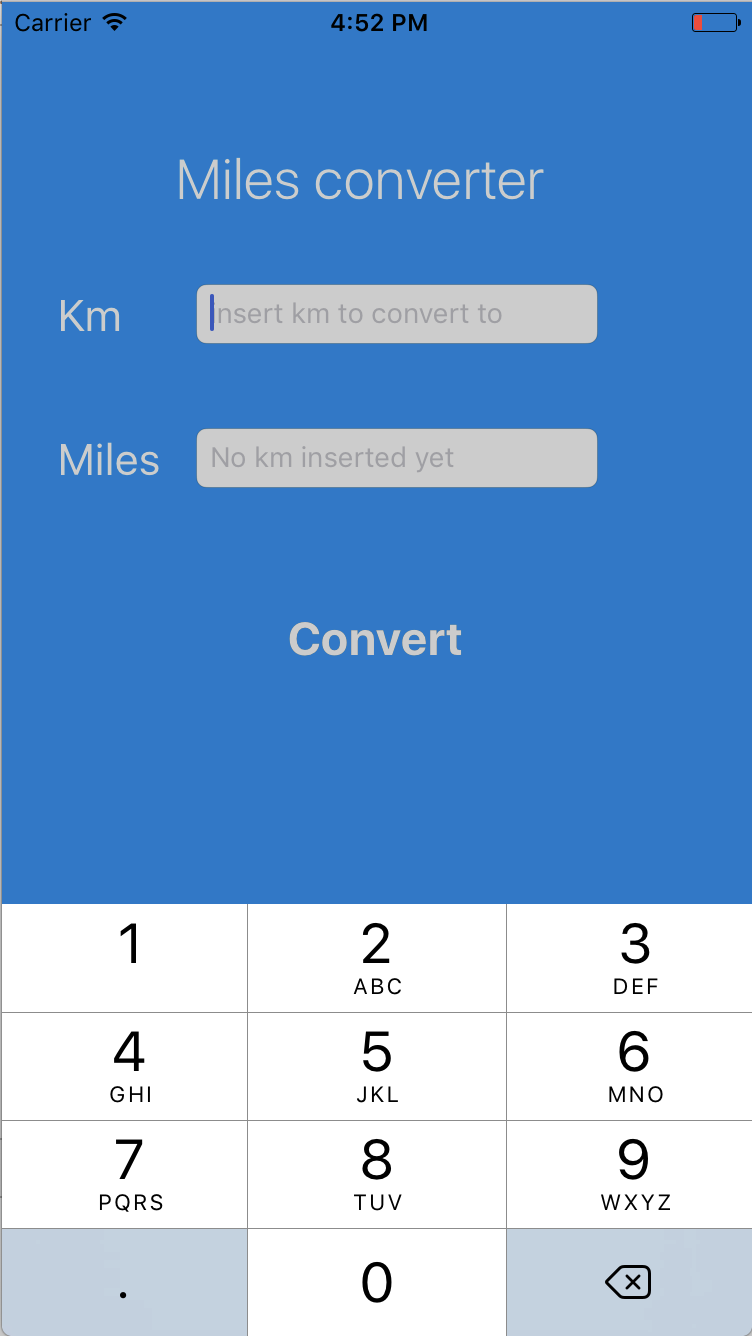 Carrier 4:52 PM
Miles converter
Km Insert km to convert to
Miles No km inserted yet
Convert
1 2 3
ABC DEF
4 5 6
GHI JKL MNO
7 8 9
PQRS TUV WXYZ
. 0